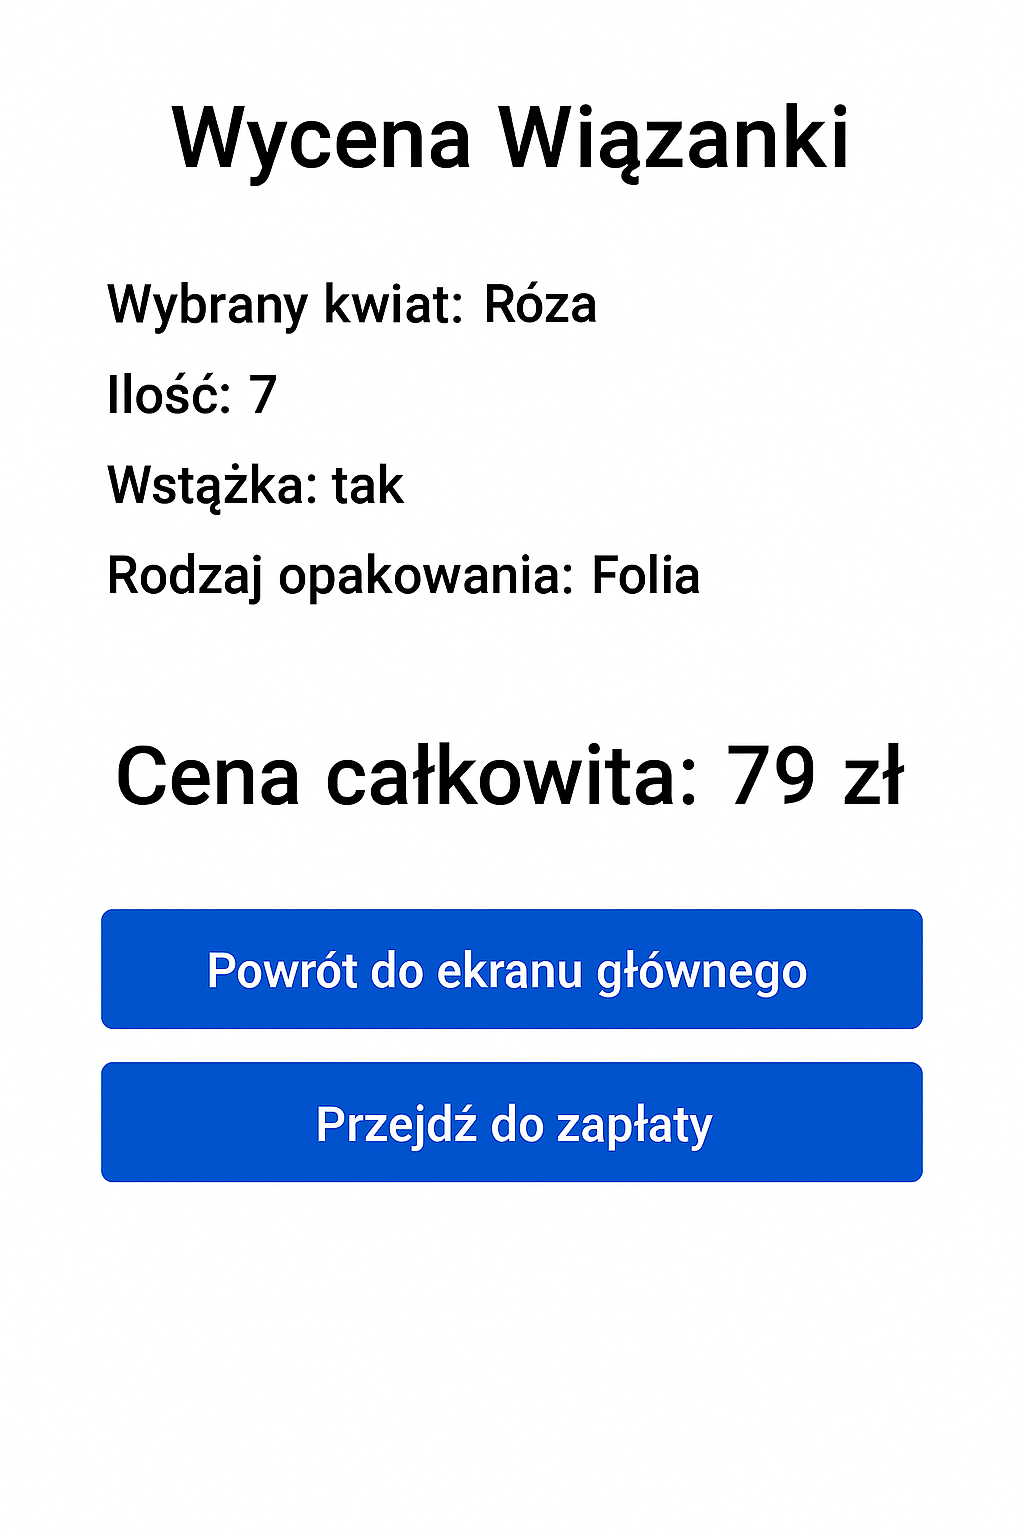 Wycena Wiązanki
Wybrany kwiat: Róza
Ilość: 7
Wstążka: tak
Rodzaj opakowania: Folia
Cena całkowita: 79 zł
Powrót do ekranu głównego
Przejdź do zapłaty